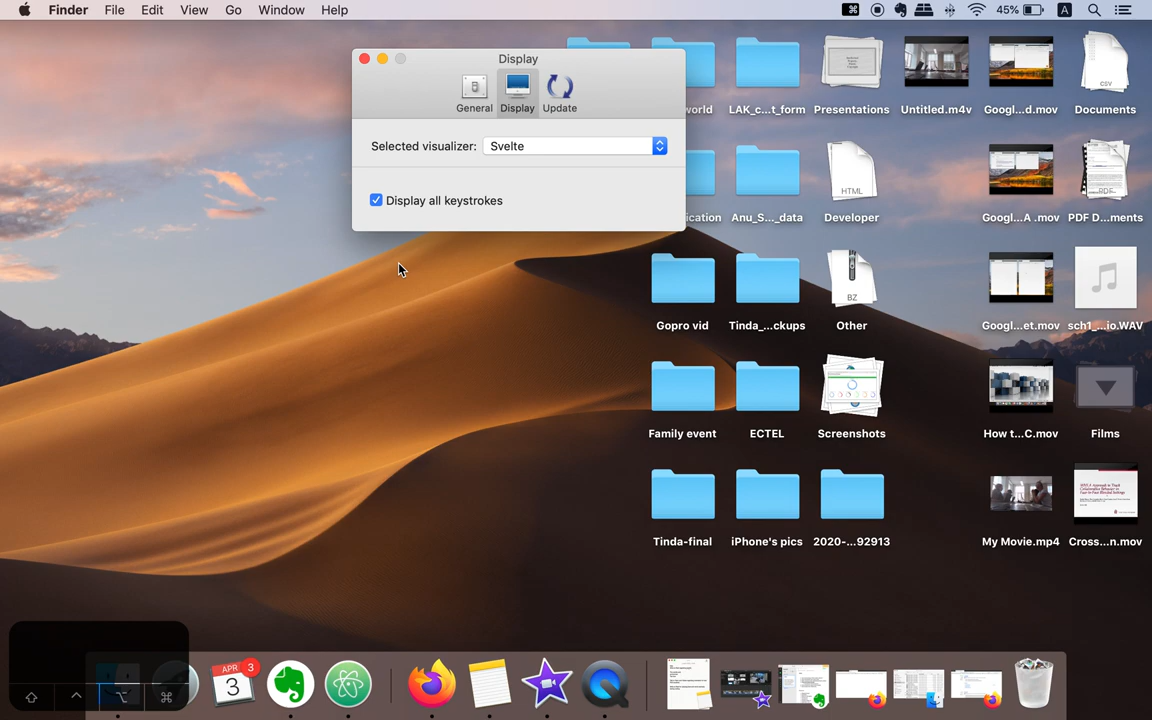 Finder File Edit View Go Window Help 45% A
Display
General Display Update
Selected visualizer: Svelte
Display all keystrokes
world LAK_c...t_form Presentations Untitled.m4v Googl...d.mov Documents
CSV
ication Anu_S..._data Developer Googl...A .mov PDF D...ments
HTML
PDF
Gopro vid Tinda_...ckups Other Googl...et.mov sch1_...io.WAV
BZ
Family event ECTEL Screenshots How t...C.mov Films
Tinda-final iPhone's pics 2020-...92913 My Movie.mp4 Cross...n.mov
APR 3
3